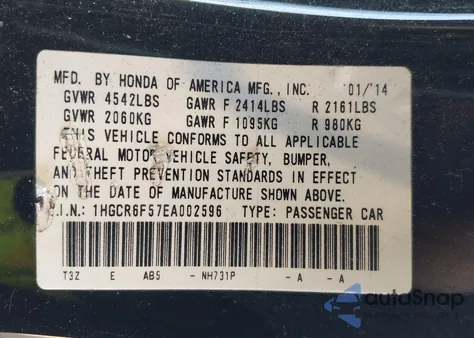 MFD. BY HONDA OF AMERICA MFG., INC. 01/'14
GVWR 4542LBS GAWR F 2414LBS R 2161LBS
GVWR 2060KG GAWR F 1095KG R 980KG
THIS VEHICLE CONFORMS TO ALL APPLICABLE
FEDERAL MOTOR VEHICLE SAFETY, BUMPER,
AND THEFT PREVENTION STANDARDS IN EFFECT
ON THE DATE OF MANUFACTURE SHOWN ABOVE.
V.I.N.: 1HGCR6F57EA002596 TYPE: PASSENGER CAR
T3Z E AB5 - NH731P - A - A
autoSnap